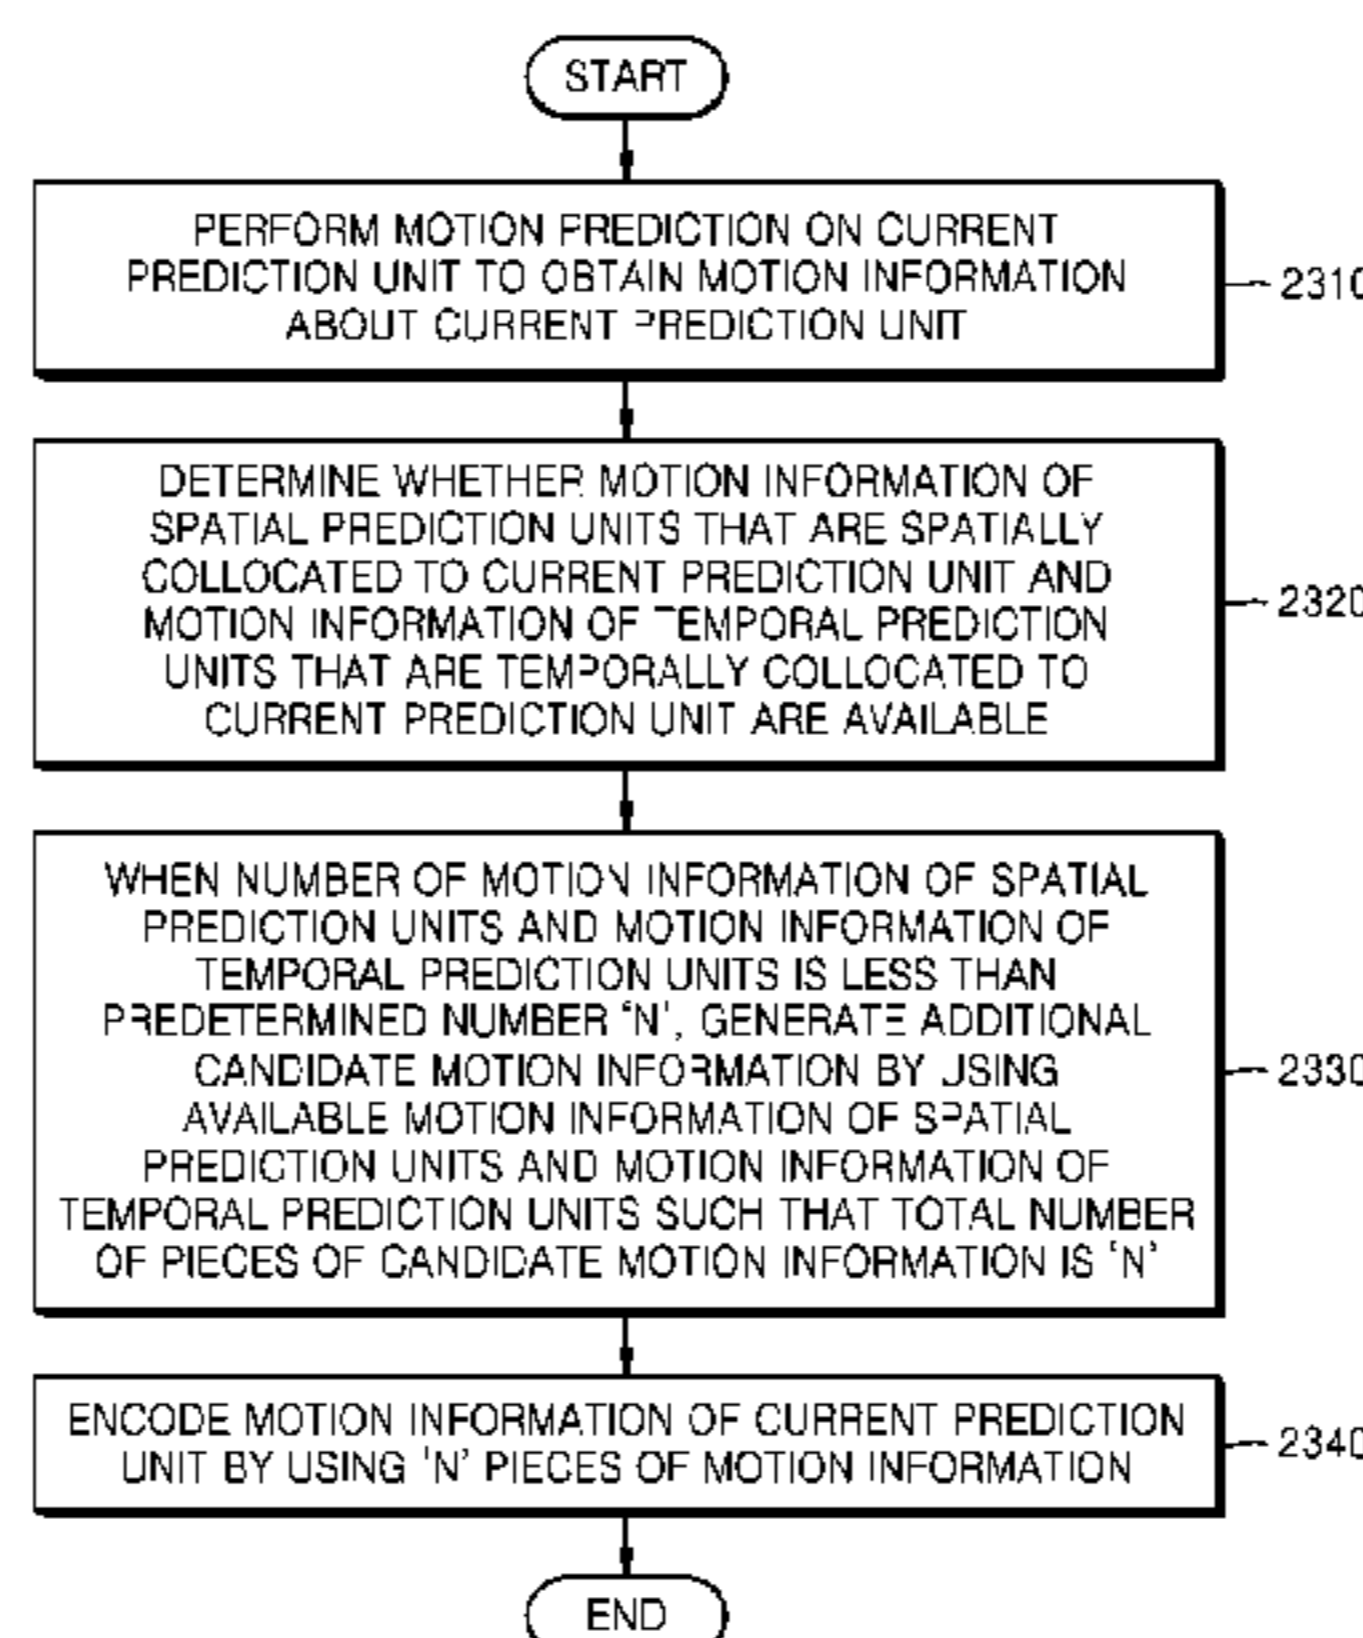 START
PERFORM MOTION PREDICTION ON CURRENT
PREDICTION UNIT TO OBTAIN MOTION INFORMATION
ABOUT CURRENT PREDICTION UNIT
2310
DETERMINE WHETHER MOTION INFORMATION OF
SPATIAL PREDICTION UNITS THAT ARE SPATIALLY
COLLOCATED TO CURRENT PREDICTION UNIT AND
MOTION INFORMATION OF TEMPORAL PREDICTION
UNITS THAT ARE TEMPORALLY COLLOCATED TO
CURRENT PREDICTION UNIT ARE AVAILABLE
2320
WHEN NUMBER OF MOTION INFORMATION OF SPATIAL
PREDICTION UNITS AND MOTION INFORMATION OF
TEMPORAL PREDICTION UNITS IS LESS THAN
PREDETERMINED NUMBER ‘N’, GENERATE ADDITIONAL
CANDIDATE MOTION INFORMATION BY USING
AVAILABLE MOTION INFORMATION OF SPATIAL
PREDICTION UNITS AND MOTION INFORMATION OF
TEMPORAL PREDICTION UNITS SUCH THAT TOTAL NUMBER
OF PIECES OF CANDIDATE MOTION INFORMATION IS ‘N’
2330
ENCODE MOTION INFORMATION OF CURRENT PREDICTION
UNIT BY USING ‘N’ PIECES OF MOTION INFORMATION
2340
END